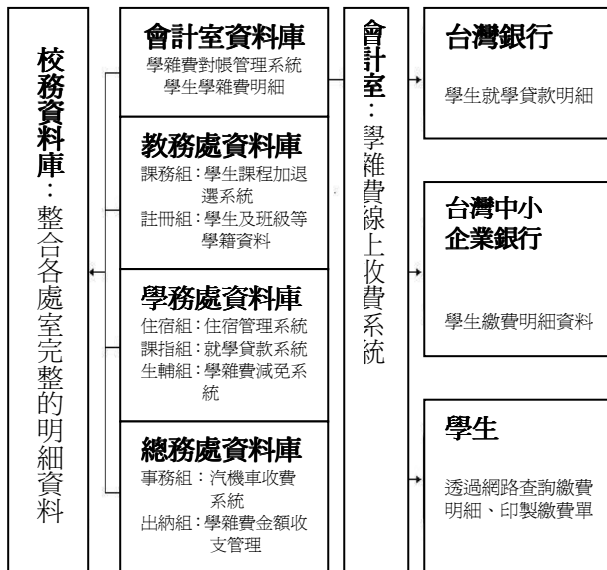 校務資料庫：整合各處室完整的明細資料
會計室資料庫
學雜費對帳管理系統
學生學雜費明細
教務處資料庫
課務組：學生課程加退
選系統
註冊組：學生及班級等
學籍資料
學務處資料庫
住宿組：住宿管理系統
課指組：就學貸款系統
生輔組：學雜費減免系
統
總務處資料庫
事務組：汽機車收費
系統
出納組：學雜費金額收
支管理
會計室：學雜費線上收費系統
台灣銀行
學生就學貸款明細
台灣中小
企業銀行
學生繳費明細資料
學生
透過網路查詢繳費
明細、印製繳費單